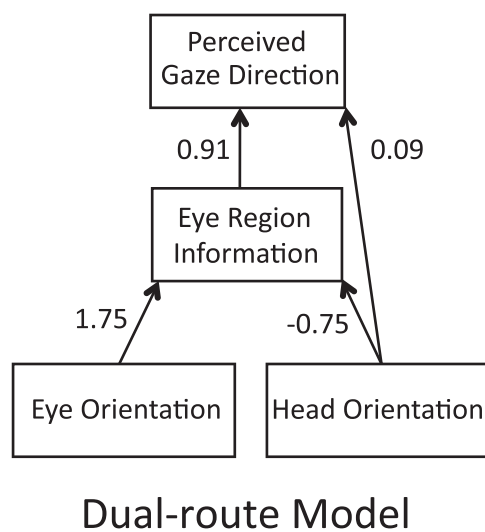 Perceived
Gaze Direction
0.91
0.09
Eye Region
Information
1.75
-0.75
Eye Orientation
Head Orientation
Dual-route Model